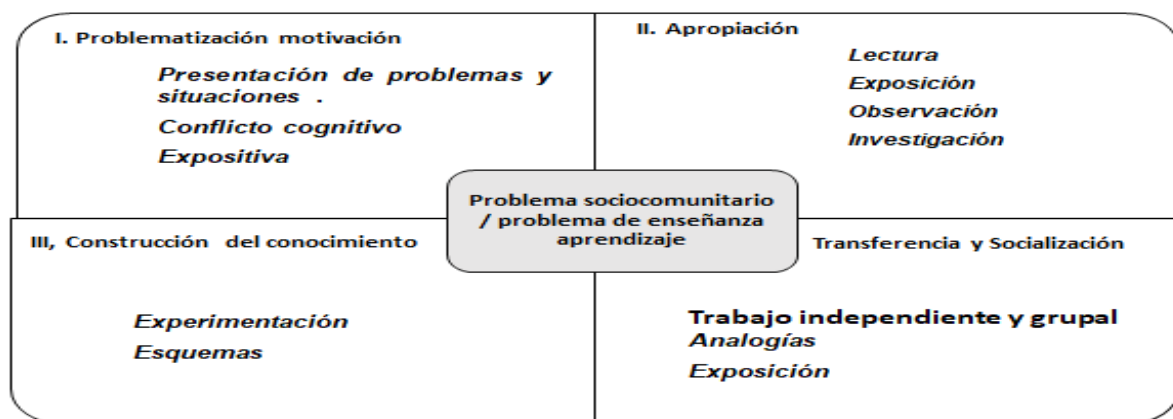 I. Problematización motivación
Presentación de problemas y
situaciones .
Conflicto cognitivo
Expositiva
II. Apropiación
Lectura
Exposición
Observación
Investigación
Problema sociocomunitario
/ problema de enseñanza
aprendizaje
III, Construcción del conocimiento
Experimentación
Esquemas
Transferencia y Socialización
Trabajo independiente y grupal
Analogías
Exposición